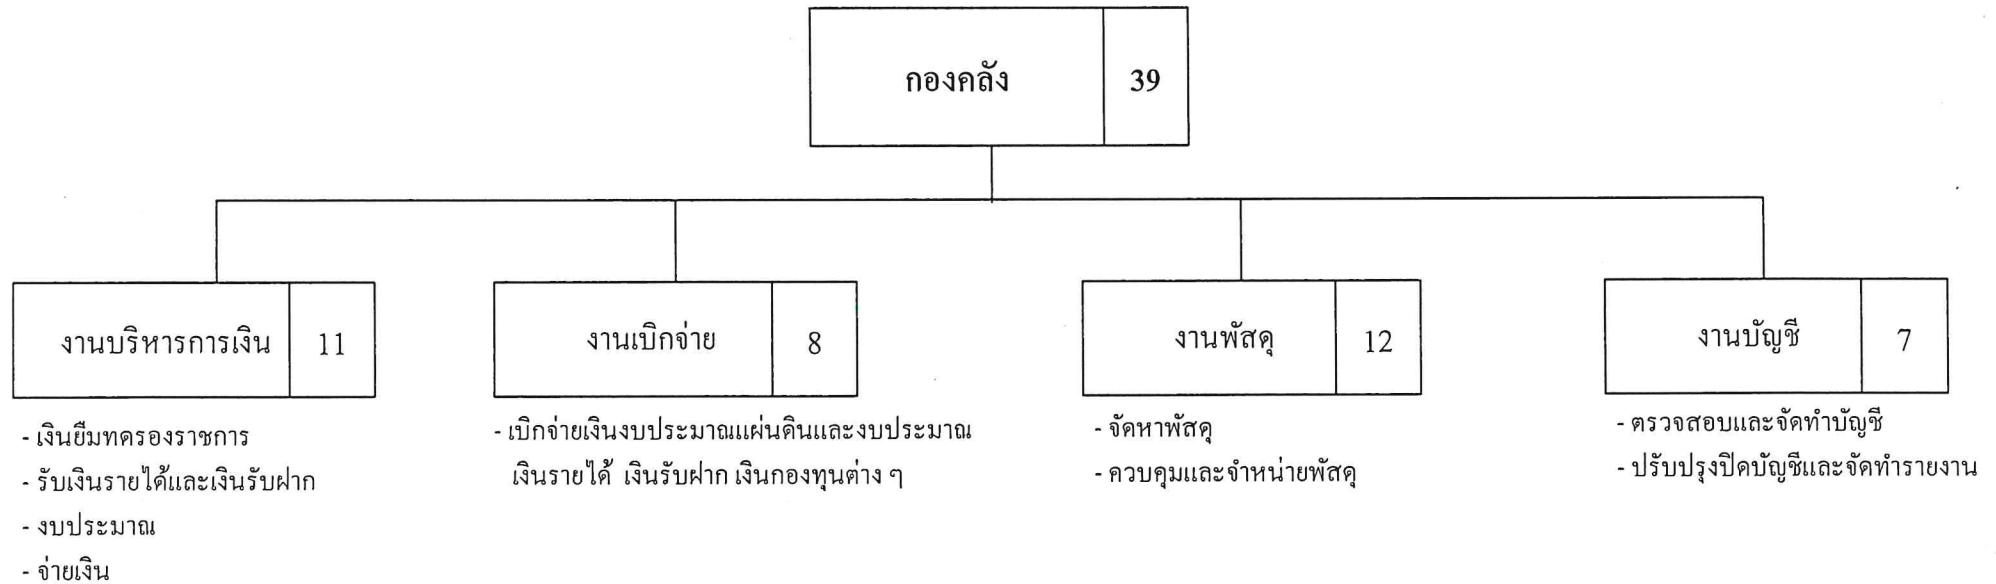 กองคลัง 39
งานบริหารการเงิน 11
- เงินยืมทดรองราชการ
- รับเงินรายได้และเงินรับฝาก
- งบประมาณ
- จ่ายเงิน
งานเบิกจ่าย 8
- เบิกจ่ายเงินงบประมาณแผ่นดินและงบประมาณ
เงินรายได้ เงินรับฝาก เงินกองทุนต่าง ๆ
งานพัสดุ 12
- จัดหาพัสดุ
- ควบคุมและจำหน่ายพัสดุ
งานบัญชี 7
- ตรวจสอบและจัดทำบัญชี
- ปรับปรุงปิดบัญชีและจัดทำรายงาน